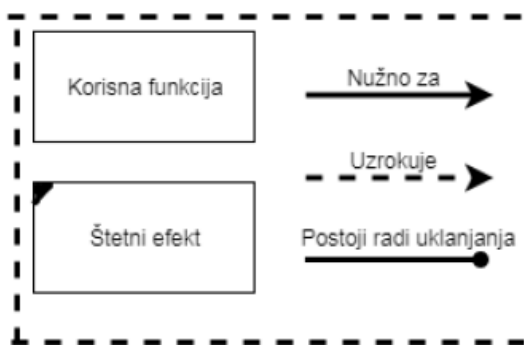 Korisna funkcija
Nužno za
Uzrokuje
Štetni efekt
Postoji radi uklanjanja